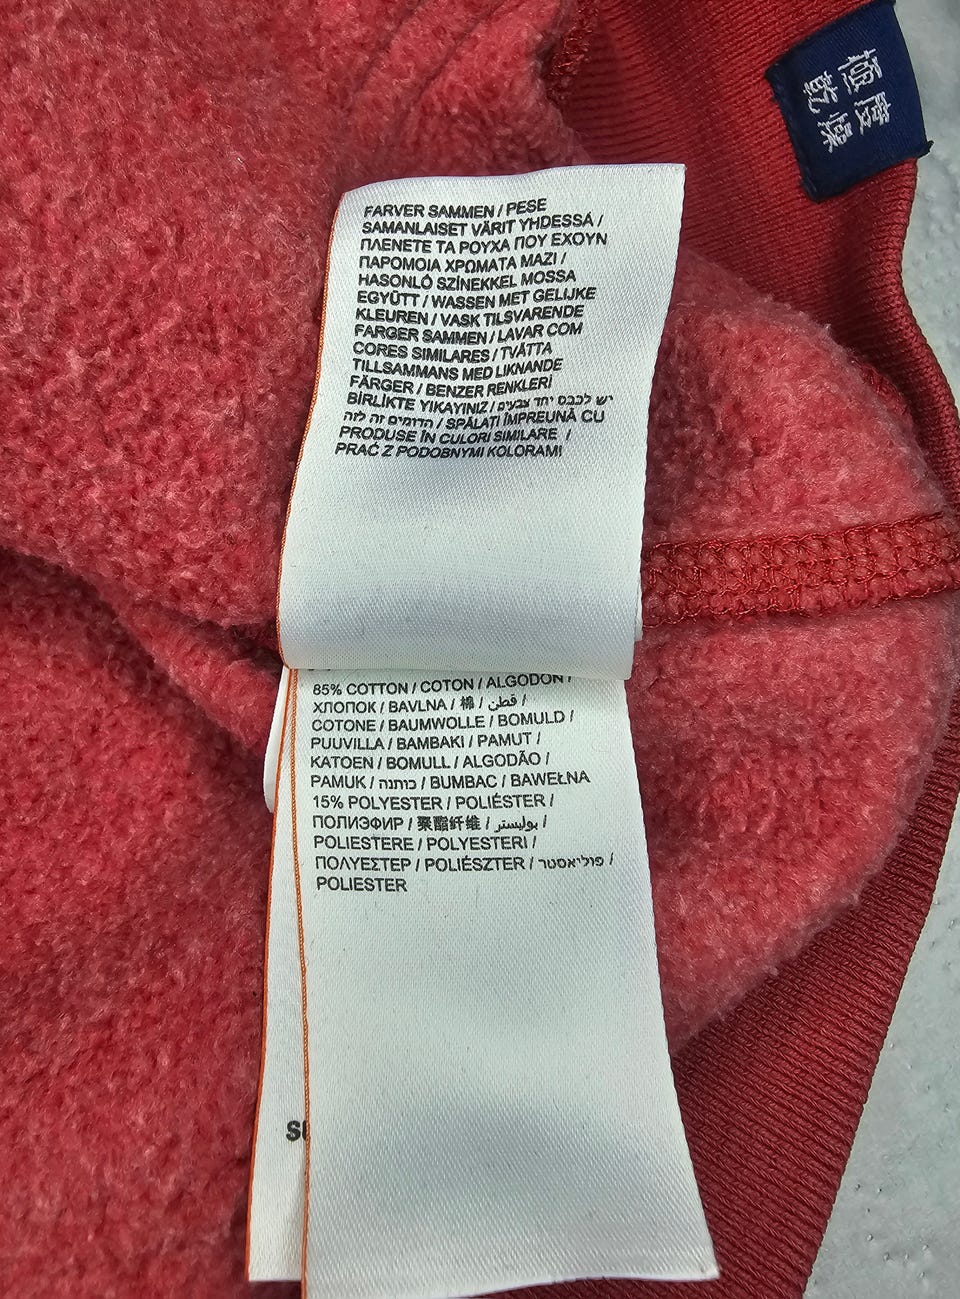 FARVER SAMMEN / PESE
SAMANLAISET VÄRIT YHDESSÄ /
ΠΛΕΝΕΤΕ ΤΑ ΡΟΥΧΑ ΠΟΥ ΕΧΟΥΝ
ΠΑΡΟΜΟΙΑ ΧΡΩΜΑΤΑ ΜΑΖΙ /
HASONLÓ SZÍNEKKEL MOSSA
EGYÜTT / WASSEN MET GELIJKE
KLEUREN / VASK TILSVARENDE
FARGER SAMMEN / LAVAR COM
CORES SIMILARES / TVÄTTA
TILLSAMMANS MED LIKNANDE
FÄRGER / BENZER RENKLERİ
BİRLİKTE YIKAYINIZ / יש לכבס יחד צבעים
הדומים זה לזה / SPĂLAȚI ÎMPREUNĂ CU
PRODUSE ÎN CULORI SIMILARE /
PRAĆ Z PODOBNYMI KOLORAMI
85% COTTON / COTON / ALGODÓN /
ХЛОПОК / BAVLNA / 棉 / قطن /
COTONE / BAUMWOLLE / BOMULD /
PUUVILLA / BAMBAKI / PAMUT /
KATOEN / BOMULL / ALGODÃO /
PAMUK / כותנה / BUMBAC / BAWEŁNA
15% POLYESTER / POLIÉSTER /
ПОЛИЭФИР / 聚酯纤维 / بوليستر /
POLIESTERE / POLYESTERI /
ΠΟΛΥΕΣΤΕΡ / POLIÉSZTER / פוליאסטר /
POLIESTER